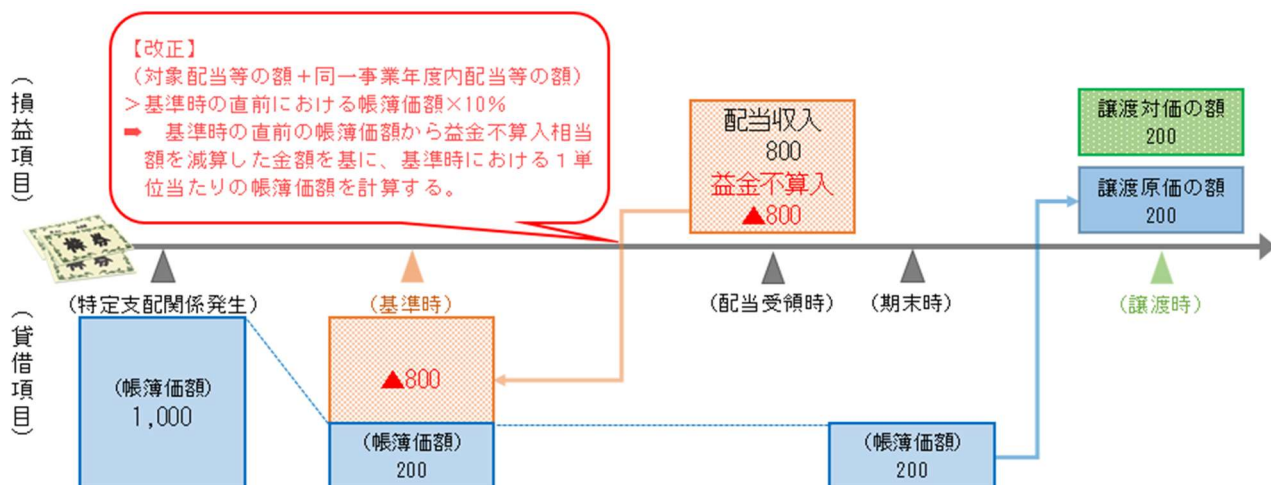 【改正】
(対象配当等の額+同一事業年度内配当等の額)
>基準時の直前における帳簿価額×10%
➡ 基準時の直前の帳簿価額から益金不算入相当
額を減算した金額を基に、基準時における1単
位当たりの帳簿価額を計算する。
(損益項目)
配当収入
800
益金不算入
▲800
譲渡対価の額
200
譲渡原価の額
200
株券
株券
(特定支配関係発生)
(基準時)
(配当受領時)
(期末時)
(譲渡時)
(貸借項目)
(帳簿価額)
1,000
▲800
(帳簿価額)
200
(帳簿価額)
200